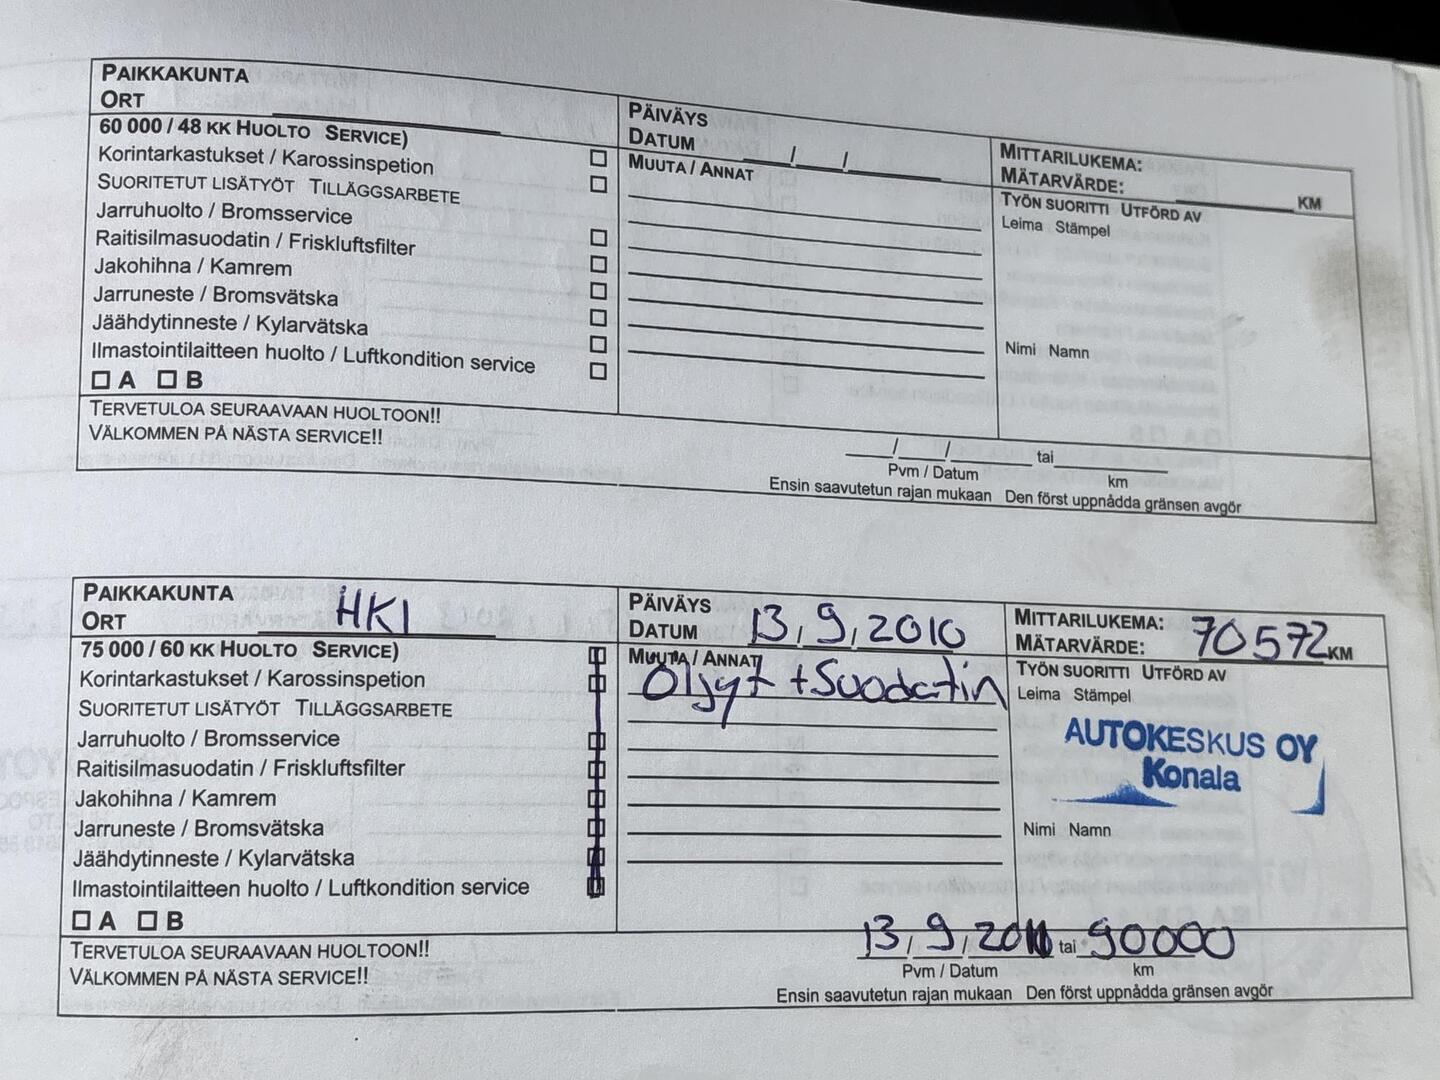 PAIKKAKUNTA
ORT
PÄIVÄYS
DATUM / /
MITTARILUKEMA:
MÄTARVÄRDE: KM
60 000 / 48 KK HUOLTO SERVICE)
Korintarkastukset / Karossinspetion
SUORITETUT LISÄTYÖT TILLÄGGSARBETE
Jarruhuolto / Bromsservice
Raitisilmasuodatin / Friskluftsfilter
Jakohihna / Kamrem
Jarruneste / Bromsvätska
Jäähdytinneste / Kylarvätska
Ilmastointilaitteen huolto / Luftkondition service
A B
MUUTA / ANNAT
TYÖN SUORITTI UTFÖRD AV
Leima Stämpel
Nimi Namn
TERVETULOA SEURAAVAAN HUOLTOON!!
VÄLKOMMEN PÅ NÄSTA SERVICE!!
/ / tai
Pvm / Datum km
Ensin saavutetun rajan mukaan Den först uppnådda gränsen avgör
PAIKKAKUNTA
ORT HKI
PÄIVÄYS
DATUM 13, 9, 2010
MITTARILUKEMA:
MÄTARVÄRDE: 70572 KM
75 000 / 60 KK HUOLTO SERVICE)
Korintarkastukset / Karossinspetion
SUORITETUT LISÄTYÖT TILLÄGGSARBETE
Jarruhuolto / Bromsservice
Raitisilmasuodatin / Friskluftsfilter
Jakohihna / Kamrem
Jarruneste / Bromsvätska
Jäähdytinneste / Kylarvätska
Ilmastointilaitteen huolto / Luftkondition service
A B
MUUTA / ANNAT
Öljyt + Suodatin
TYÖN SUORITTI UTFÖRD AV
Leima Stämpel
AUTOKESKUS OY
Konala
Nimi Namn
TERVETULOA SEURAAVAAN HUOLTOON!!
VÄLKOMMEN PÅ NÄSTA SERVICE!!
13, 9, 2011 tai 90000
Pvm / Datum km
Ensin saavutetun rajan mukaan Den först uppnådda gränsen avgör